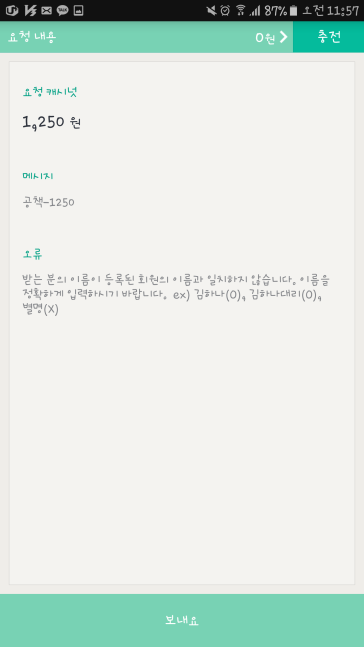 87% 오전 11:57
요청 내용
0원
충전
요청 캐시넛
1,250 원
메시지
공책-1250
오류
받는 분의 이름이 등록된 회원의 이름과 일치하지 않습니다. 이름을
정확하게 입력하시기 바랍니다. ex) 김하나(O), 김하나대리(O),
별명(X)
보내요